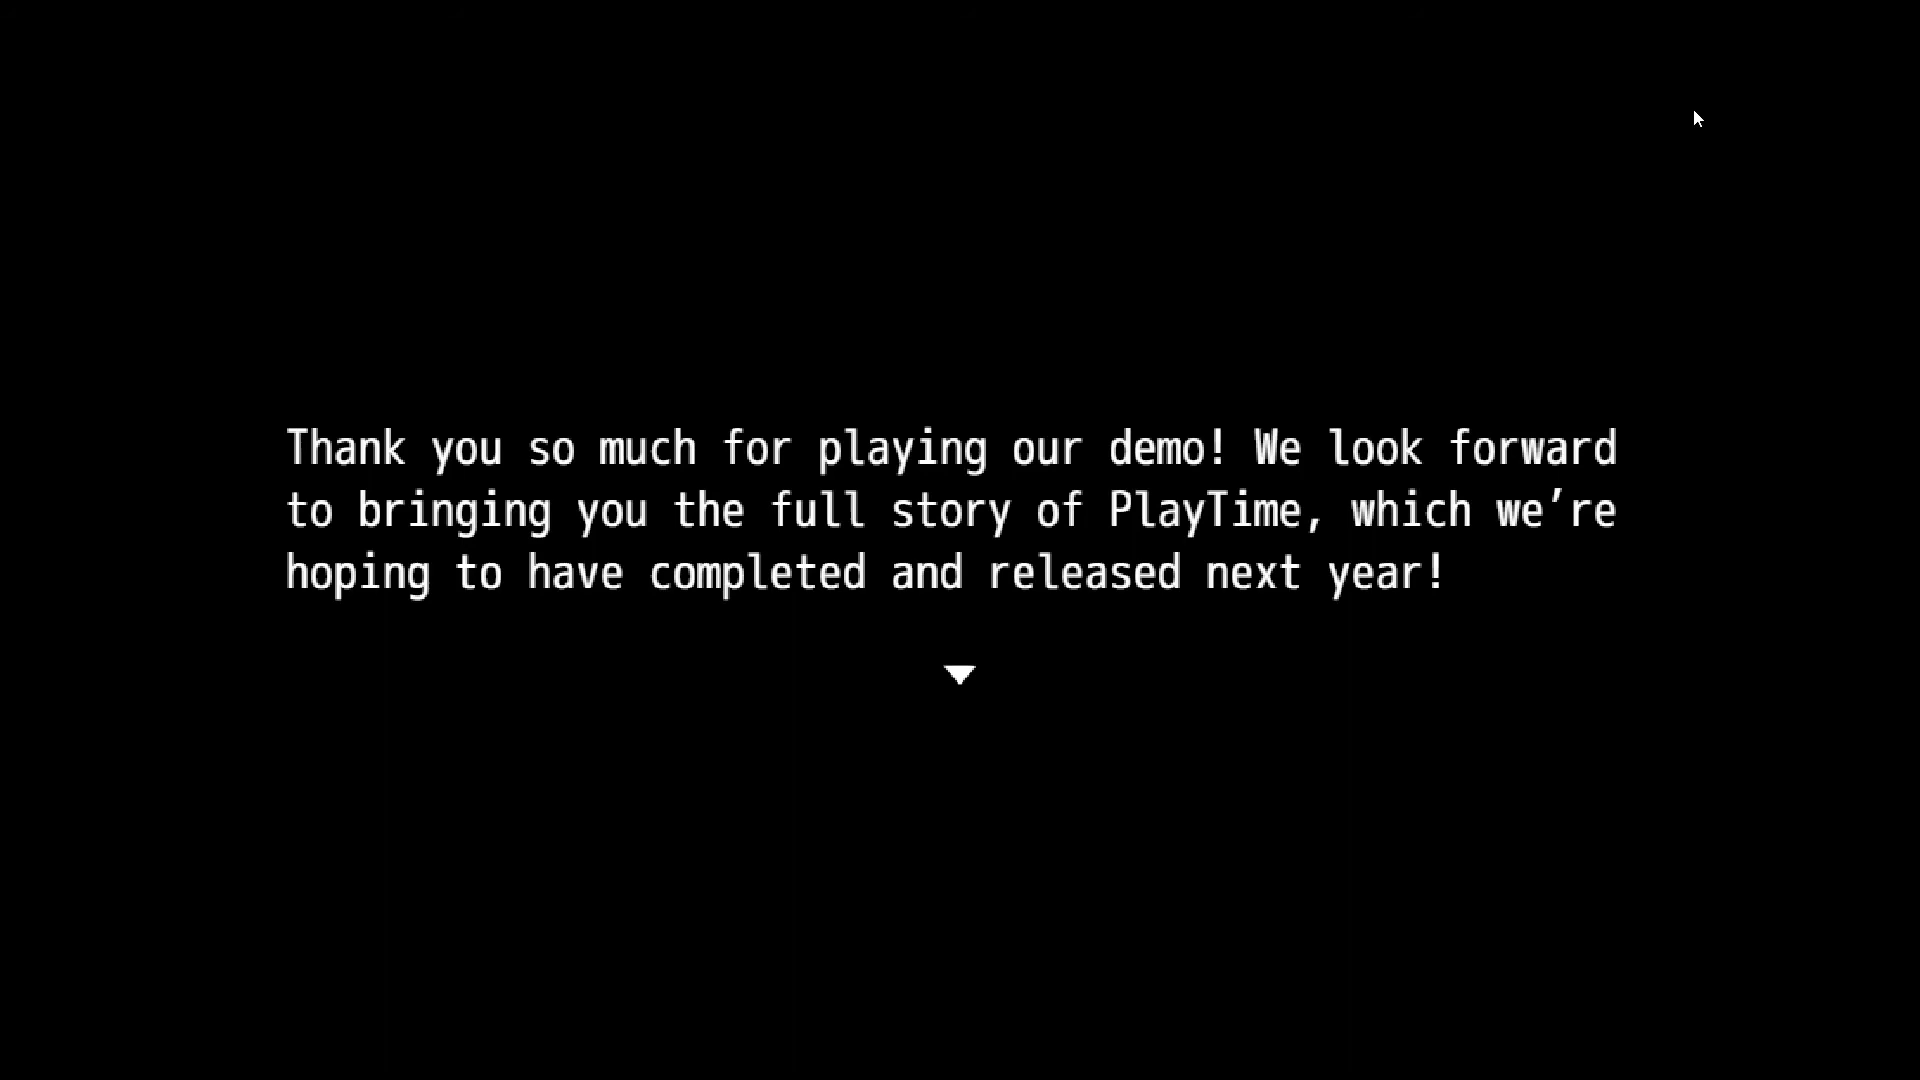 Thank you so much for playing our demo! We look forward
to bringing you the full story of PlayTime, which we’re
hoping to have completed and released next year!